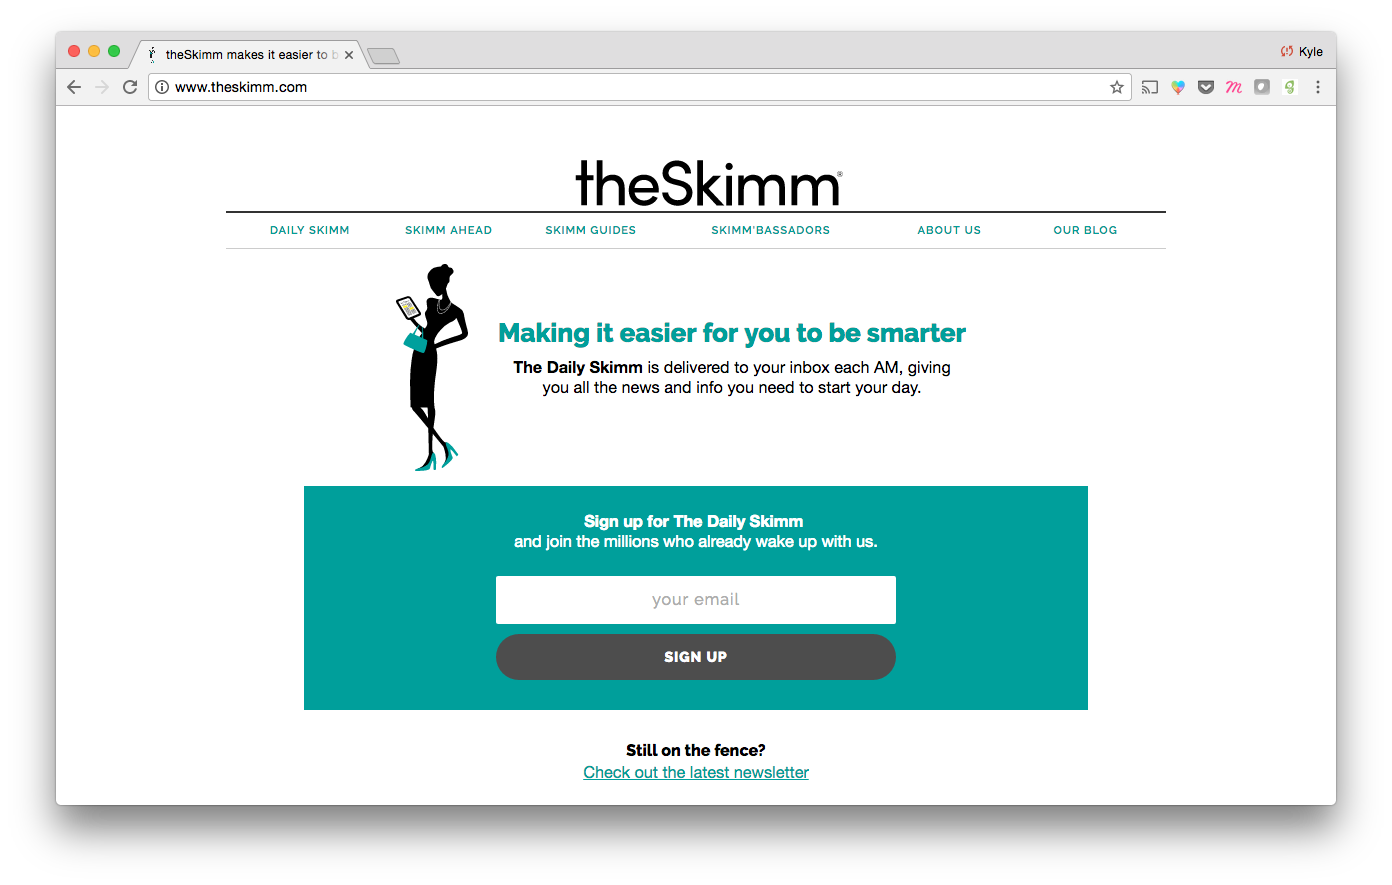 theSkimm makes it easier to b
Kyle
www.theskimm.com
theSkimm®
DAILY SKIMM
SKIMM AHEAD
SKIMM GUIDES
SKIMM'BASSADORS
ABOUT US
OUR BLOG
Making it easier for you to be smarter
The Daily Skimm is delivered to your inbox each AM, giving
you all the news and info you need to start your day.
Sign up for The Daily Skimm
and join the millions who already wake up with us.
your email
SIGN UP
Still on the fence?
Check out the latest newsletter